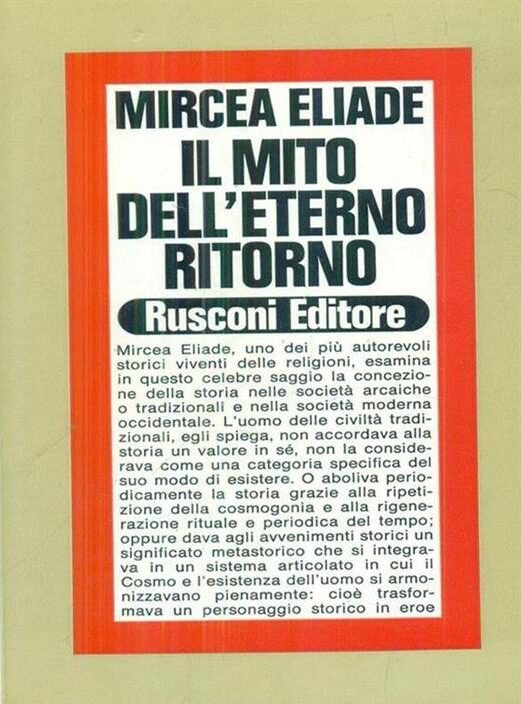 MIRCEA ELIADE
IL MITO
DELL'ETERNO
RITORNO
Rusconi Editore
Mircea Eliade, uno dei più autorevoli
storici viventi delle religioni, esamina
in questo celebre saggio la concezio-
ne della storia nelle società arcaiche
o tradizionali e nella società moderna
occidentale. L'uomo delle civiltà tradi-
zionali, egli spiega, non accordava alla
storia un valore in sé, non la conside-
rava come una categoria specifica del
suo modo di esistere. O aboliva perio-
dicamente la storia grazie alla ripeti-
zione della cosmogonia e alla rigene-
razione rituale e periodica del tempo;
oppure dava agli avvenimenti storici un
significato metastorico che si integra-
va in un sistema articolato in cui il
Cosmo e l'esistenza dell'uomo si armo-
nizzavano pienamente: cioè trasfor-
mava un personaggio storico in eroe